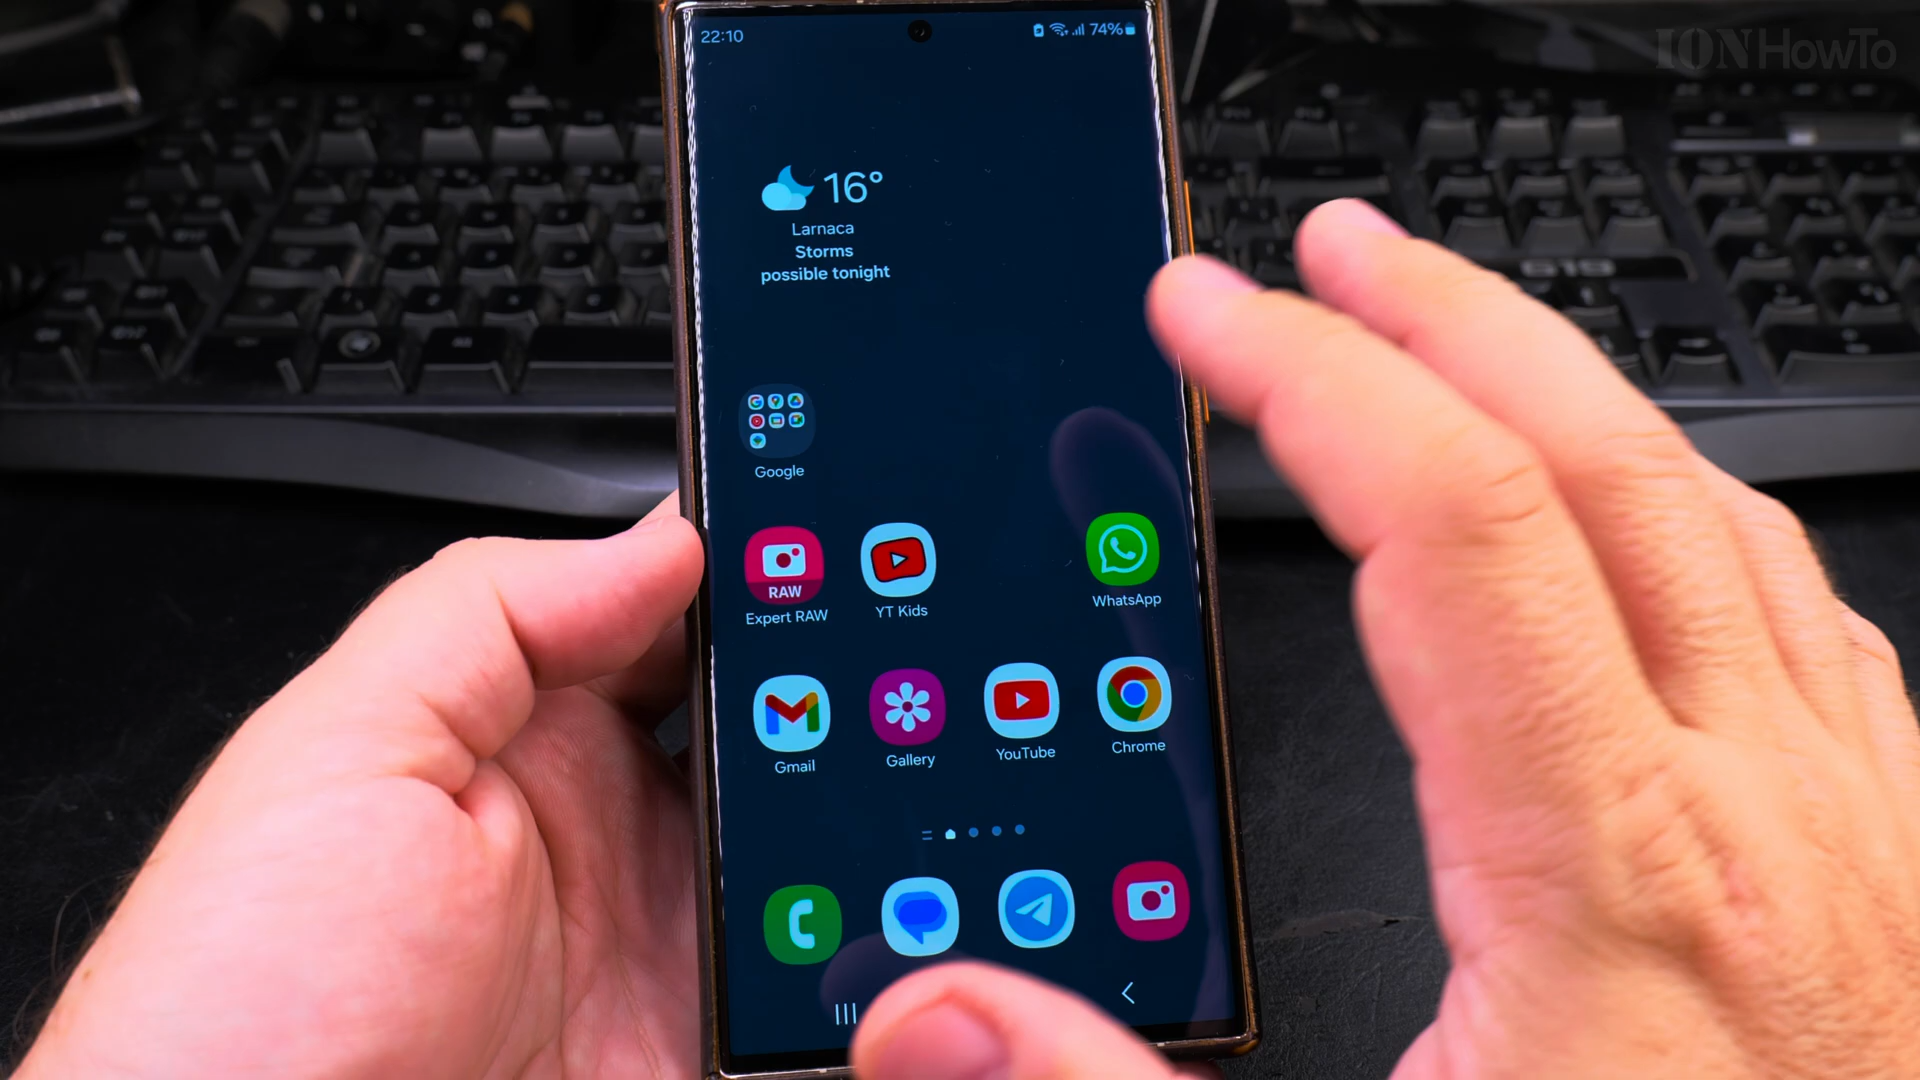 IONHowTo
22:10
74%
16°
Larnaca
Storms
possible tonight
G19
Google
RAW
Expert RAW
YT Kids
WhatsApp
Gmail
Gallery
YouTube
Chrome